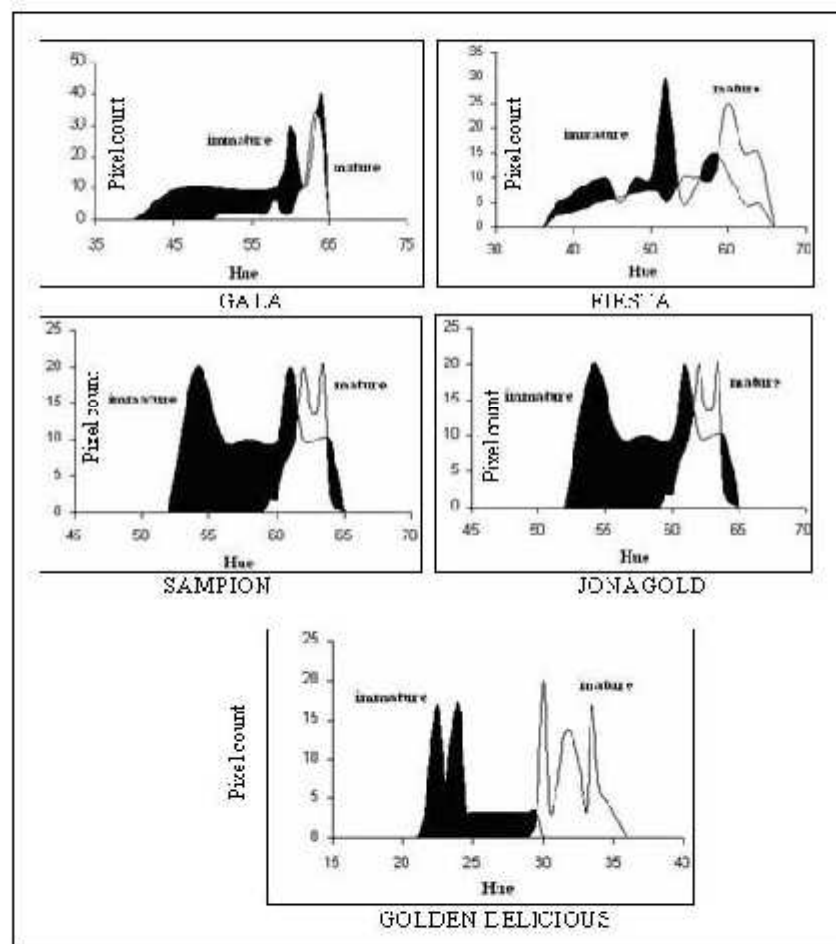 50
40
30
20
10
0
Pixel count
immature
mature
35 45 55 65 75
Hue
GALA
35
30
25
20
15
10
5
0
Pixel count
mature
immature
30 40 50 60 70
Hue
FIESTA
25
20
15
10
5
0
Pixel count
immature
mature
45 50 55 60 65 70
Hue
SAMPION
25
20
15
10
5
0
Pixel count
immature
mature
45 50 55 60 65 70
Hue
JONAGOLD
25
20
15
10
5
0
Pixel count
immature
mature
15 20 25 30 35 40
Hue
GOLDEN DELICIOUS